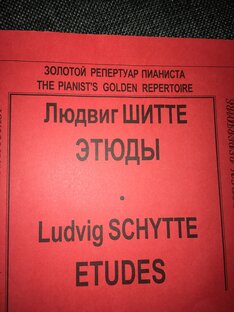 ЗОЛОТОЙ РЕПЕРТУАР ПИАНИСТА
THE PIANIST'S GOLDEN REPERTOIRE
Людвиг ШИТТЕ
ЭТЮДЫ
•
Ludvig SCHYTTE
ETUDES